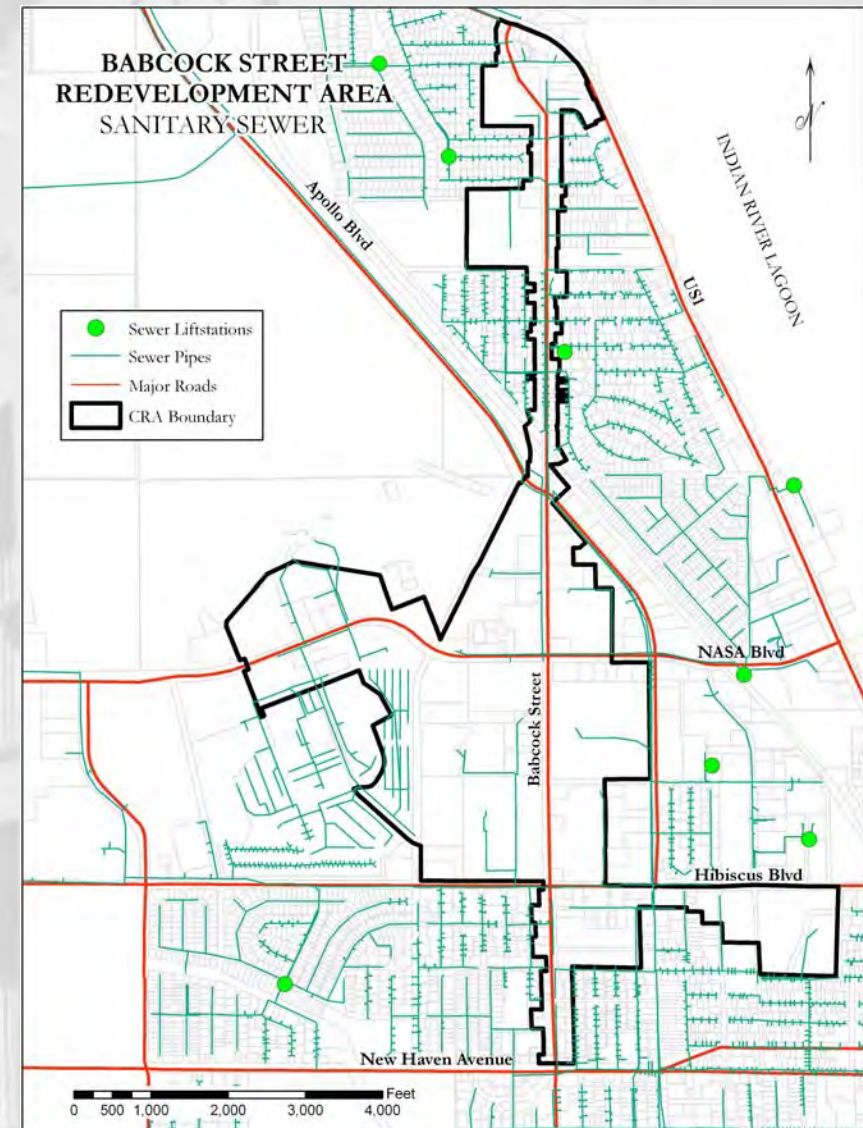 BABCOCK STREET
REDEVELOPMENT AREA
SANITARY SEWER
N
INDIAN RIVER LAGOON
Apollo Blvd
US1
Sewer Liftstations
Sewer Pipes
Major Roads
CRA Boundary
NASA Blvd
Babcock Street
Hibiscus Blvd
New Haven Avenue
Feet
0 500 1,000 2,000 3,000 4,000